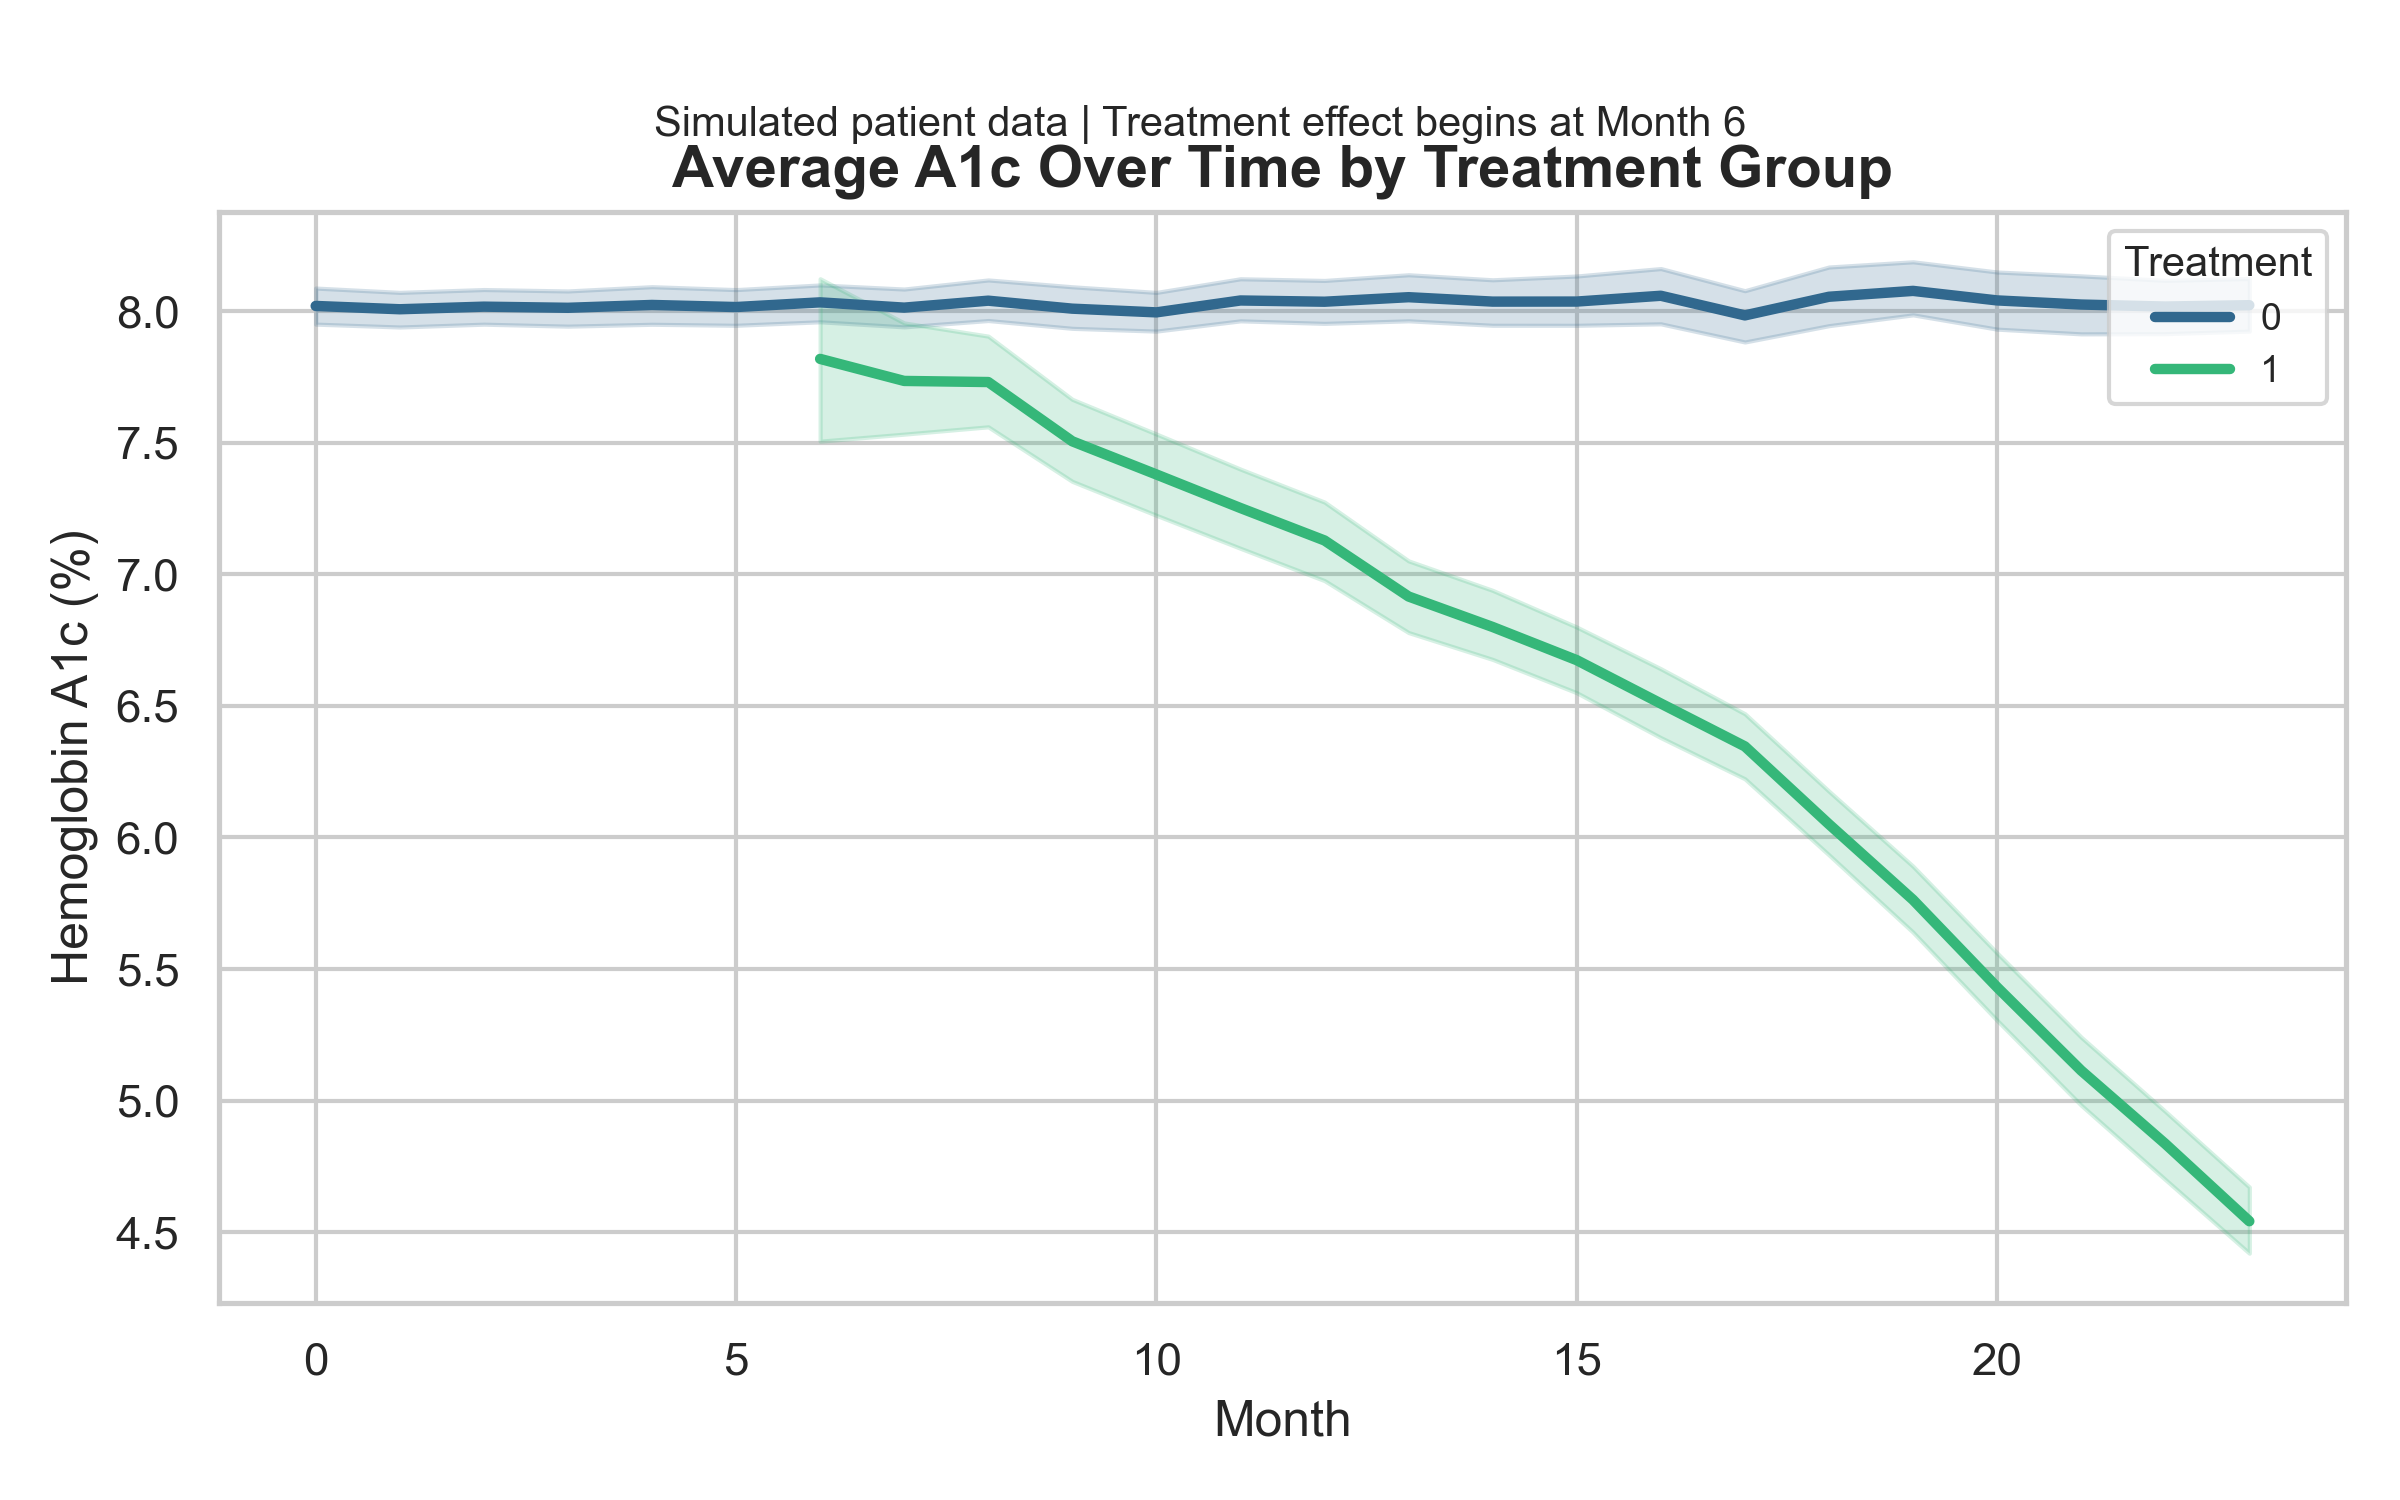 Simulated patient data | Treatment effect begins at Month 6
Average A1c Over Time by Treatment Group
Treatment
0
1
8.0
7.5
7.0
6.5
6.0
5.5
5.0
4.5
Hemoglobin A1c (%)
0 5 10 15 20
Month